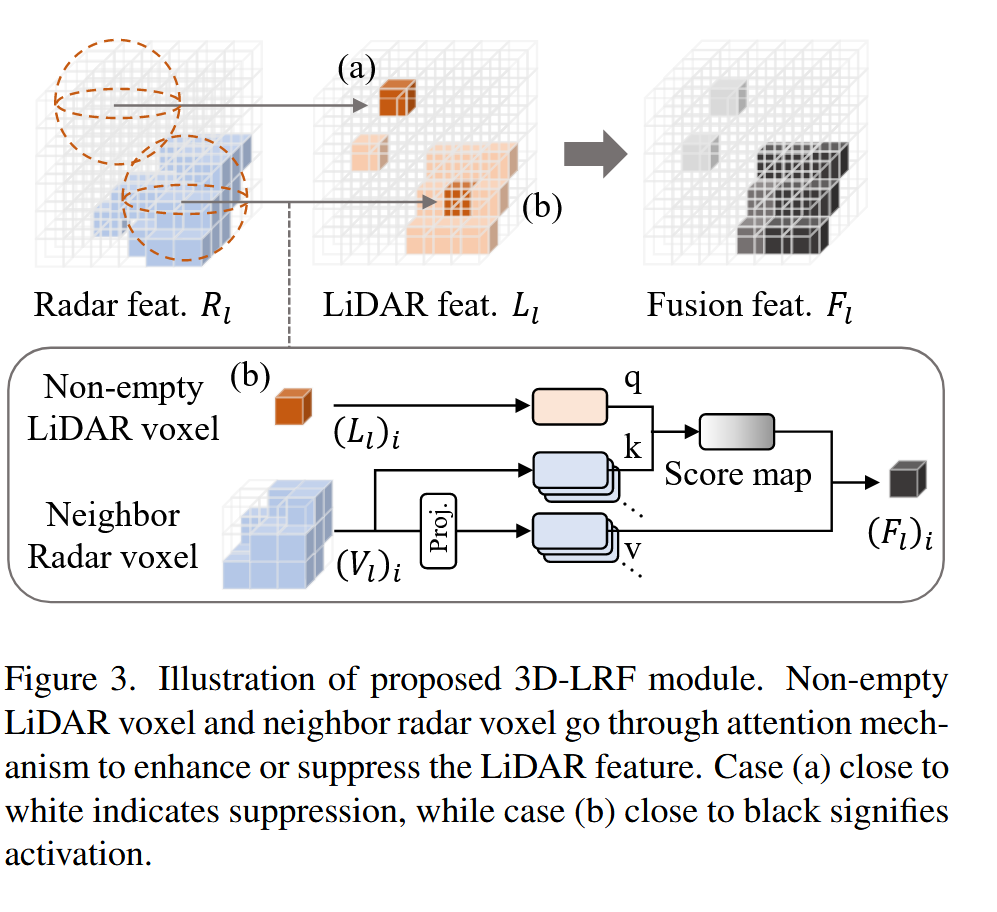 (a)
(b)
Radar feat. R_l
LiDAR feat. L_l
Fusion feat. F_l
Non-empty
LiDAR voxel
(b)
(L_l)_i
q
k
Score map
Neighbor
Radar voxel
(V_l)_i
Proj.
v
(F_l)_i
Figure 3. Illustration of proposed 3D-LRF module. Non-empty
LiDAR voxel and neighbor radar voxel go through attention mech-
anism to enhance or suppress the LiDAR feature. Case (a) close to
white indicates suppression, while case (b) close to black signifies
activation.